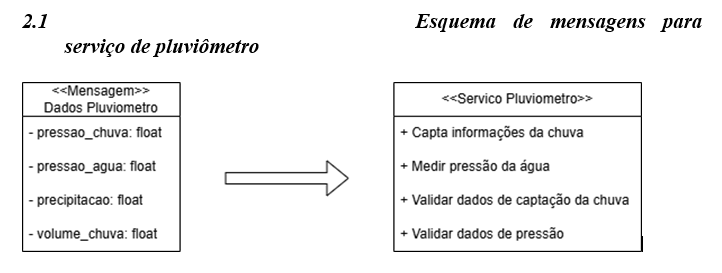 2.1 Esquema de mensagens para
serviço de pluviômetro
<<Mensagem>>
Dados Pluviometro
- pressao_chuva: float
- pressao_agua: float
- precipitacao: float
- volume_chuva: float
<<Servico Pluviometro>>
+ Capta informações da chuva
+ Medir pressão da água
+ Validar dados de captação da chuva
+ Validar dados de pressão